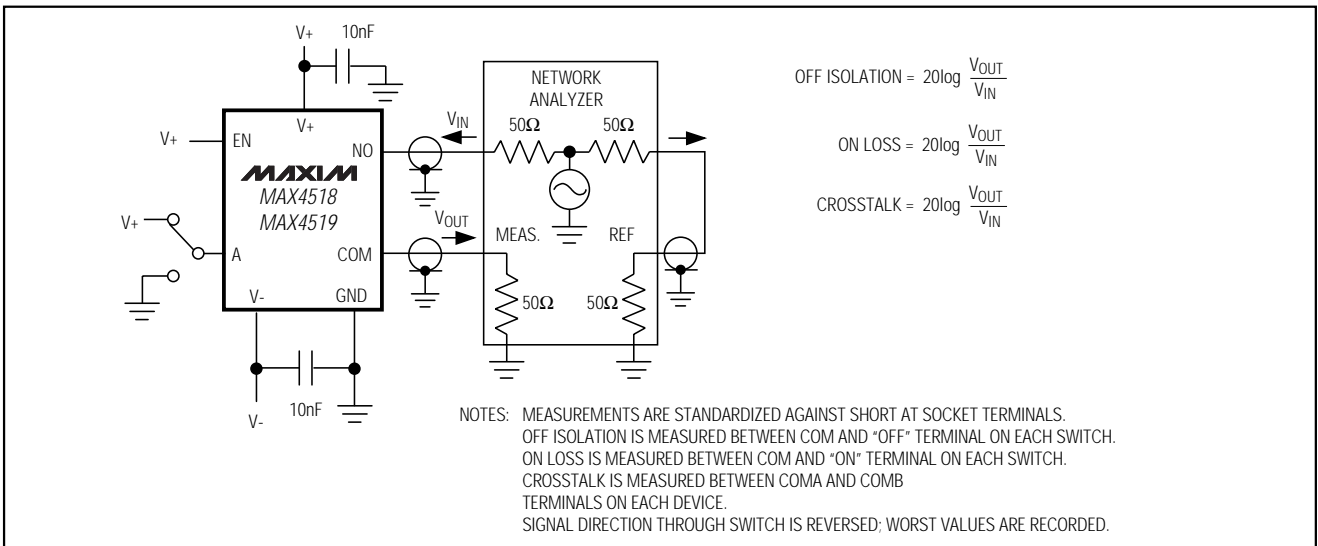 V+ 10nF
V+
EN
V+
NO
MAXIM
MAX4518
MAX4519
V+
A
COM
V-
GND
10nF
V-
VIN
VOUT
NETWORK
ANALYZER
50Ω 50Ω
MEAS. REF
50Ω 50Ω
OFF ISOLATION = 20log VOUT
VIN
ON LOSS = 20log VOUT
VIN
CROSSTALK = 20log VOUT
VIN
NOTES: MEASUREMENTS ARE STANDARDIZED AGAINST SHORT AT SOCKET TERMINALS.
OFF ISOLATION IS MEASURED BETWEEN COM AND "OFF" TERMINAL ON EACH SWITCH.
ON LOSS IS MEASURED BETWEEN COM AND "ON" TERMINAL ON EACH SWITCH.
CROSSTALK IS MEASURED BETWEEN COMA AND COMB
TERMINALS ON EACH DEVICE.
SIGNAL DIRECTION THROUGH SWITCH IS REVERSED; WORST VALUES ARE RECORDED.